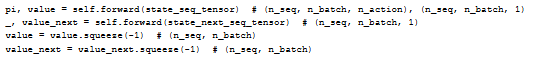 pi, value = self.forward(state_seq_tensor)  # (n_seq, n_batch, n_action), (n_seq, n_batch, 1)
_, value_next = self.forward(state_next_seq_tensor)  # (n_seq, n_batch, 1)
value = value.squeeze(-1)  # (n_seq, n_batch)
value_next = value_next.squeeze(-1)  # (n_seq, n_batch)